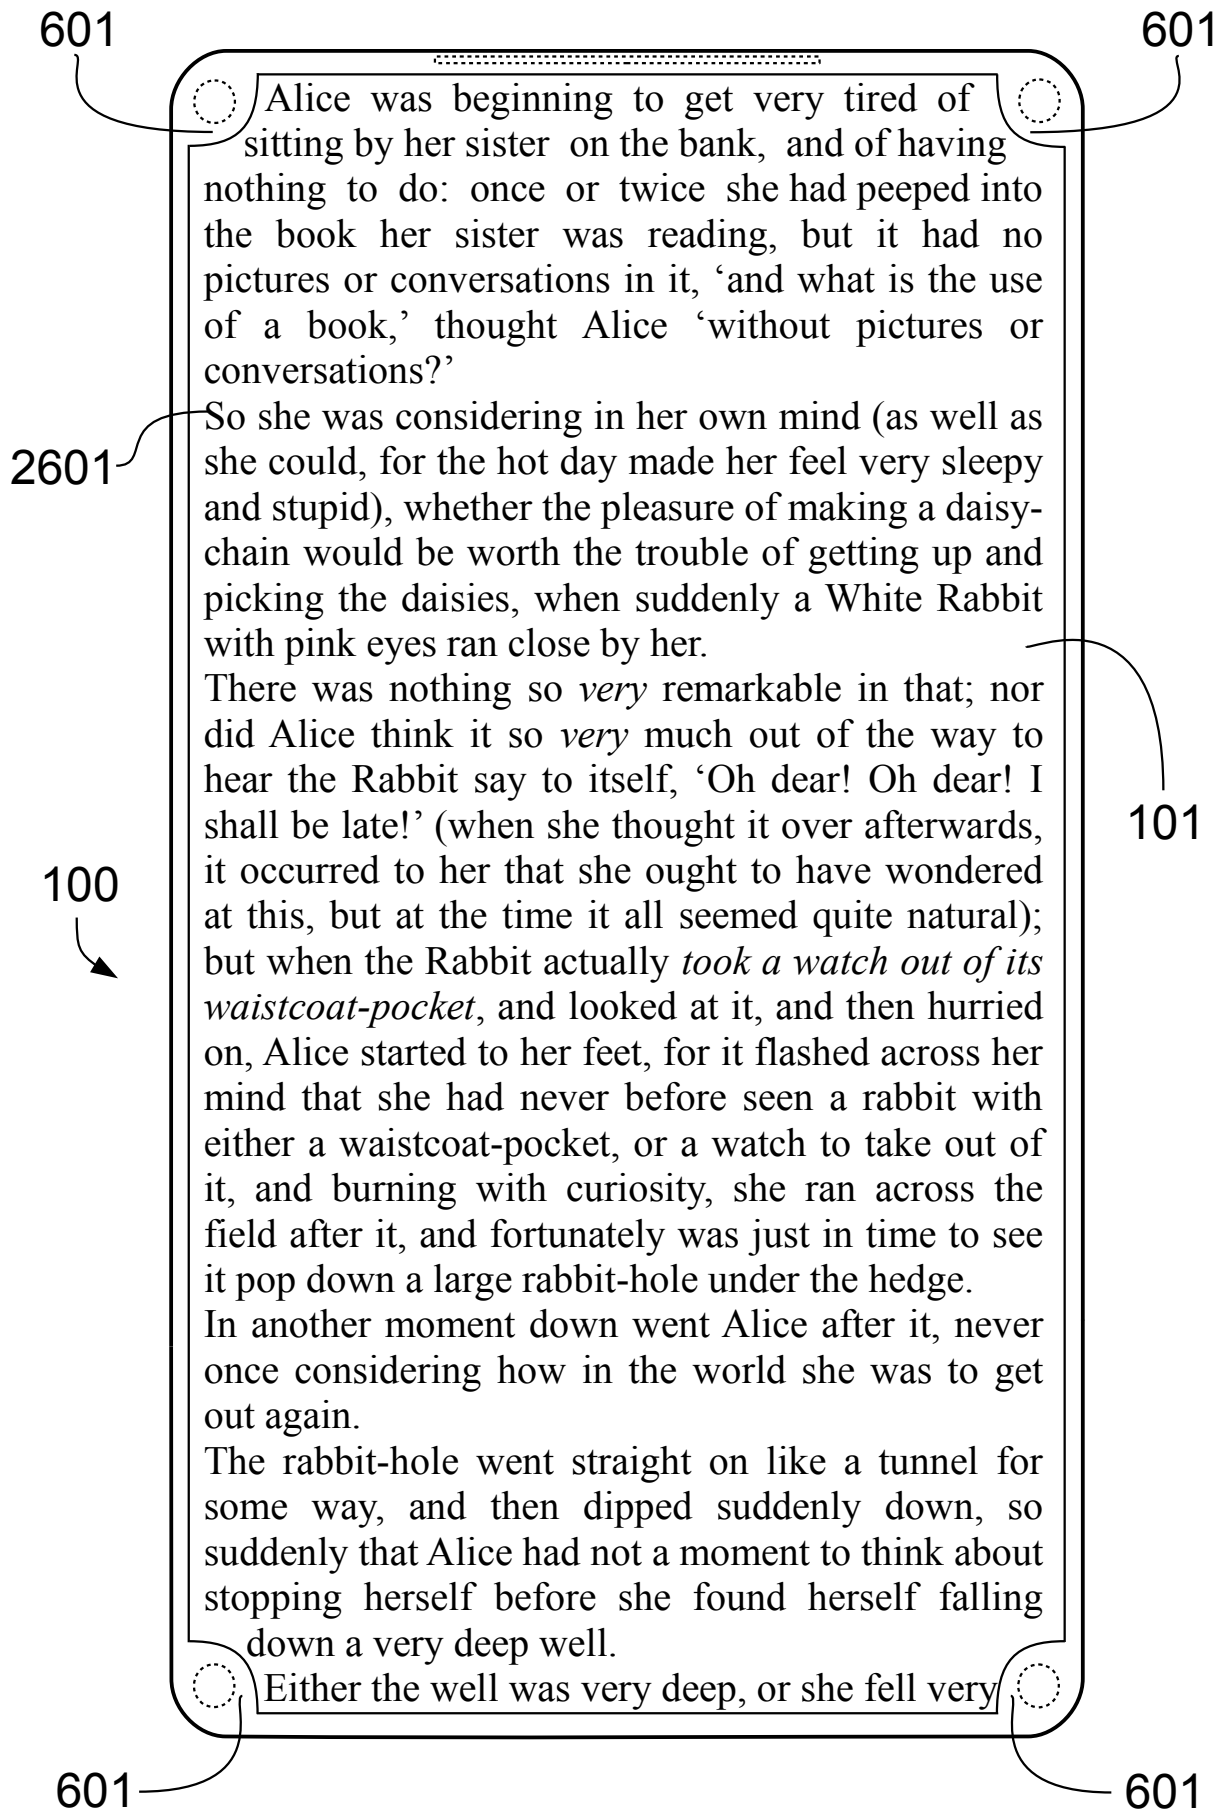 601
601
Alice was beginning to get very tired of
sitting by her sister on the bank, and of having
nothing to do: once or twice she had peeped into
the book her sister was reading, but it had no
pictures or conversations in it, ‘and what is the use
of a book,’ thought Alice ‘without pictures or
conversations?’
So she was considering in her own mind (as well as
2601
she could, for the hot day made her feel very sleepy
and stupid), whether the pleasure of making a daisy-
chain would be worth the trouble of getting up and
picking the daisies, when suddenly a White Rabbit
with pink eyes ran close by her.
There was nothing so very remarkable in that; nor
did Alice think it so very much out of the way to
hear the Rabbit say to itself, ‘Oh dear! Oh dear! I
shall be late!’ (when she thought it over afterwards,
101
it occurred to her that she ought to have wondered
100
at this, but at the time it all seemed quite natural);
but when the Rabbit actually took a watch out of its
waistcoat-pocket, and looked at it, and then hurried
on, Alice started to her feet, for it flashed across her
mind that she had never before seen a rabbit with
either a waistcoat-pocket, or a watch to take out of
it, and burning with curiosity, she ran across the
field after it, and fortunately was just in time to see
it pop down a large rabbit-hole under the hedge.
In another moment down went Alice after it, never
once considering how in the world she was to get
out again.
The rabbit-hole went straight on like a tunnel for
some way, and then dipped suddenly down, so
suddenly that Alice had not a moment to think about
stopping herself before she found herself falling
down a very deep well.
Either the well was very deep, or she fell very
601
601